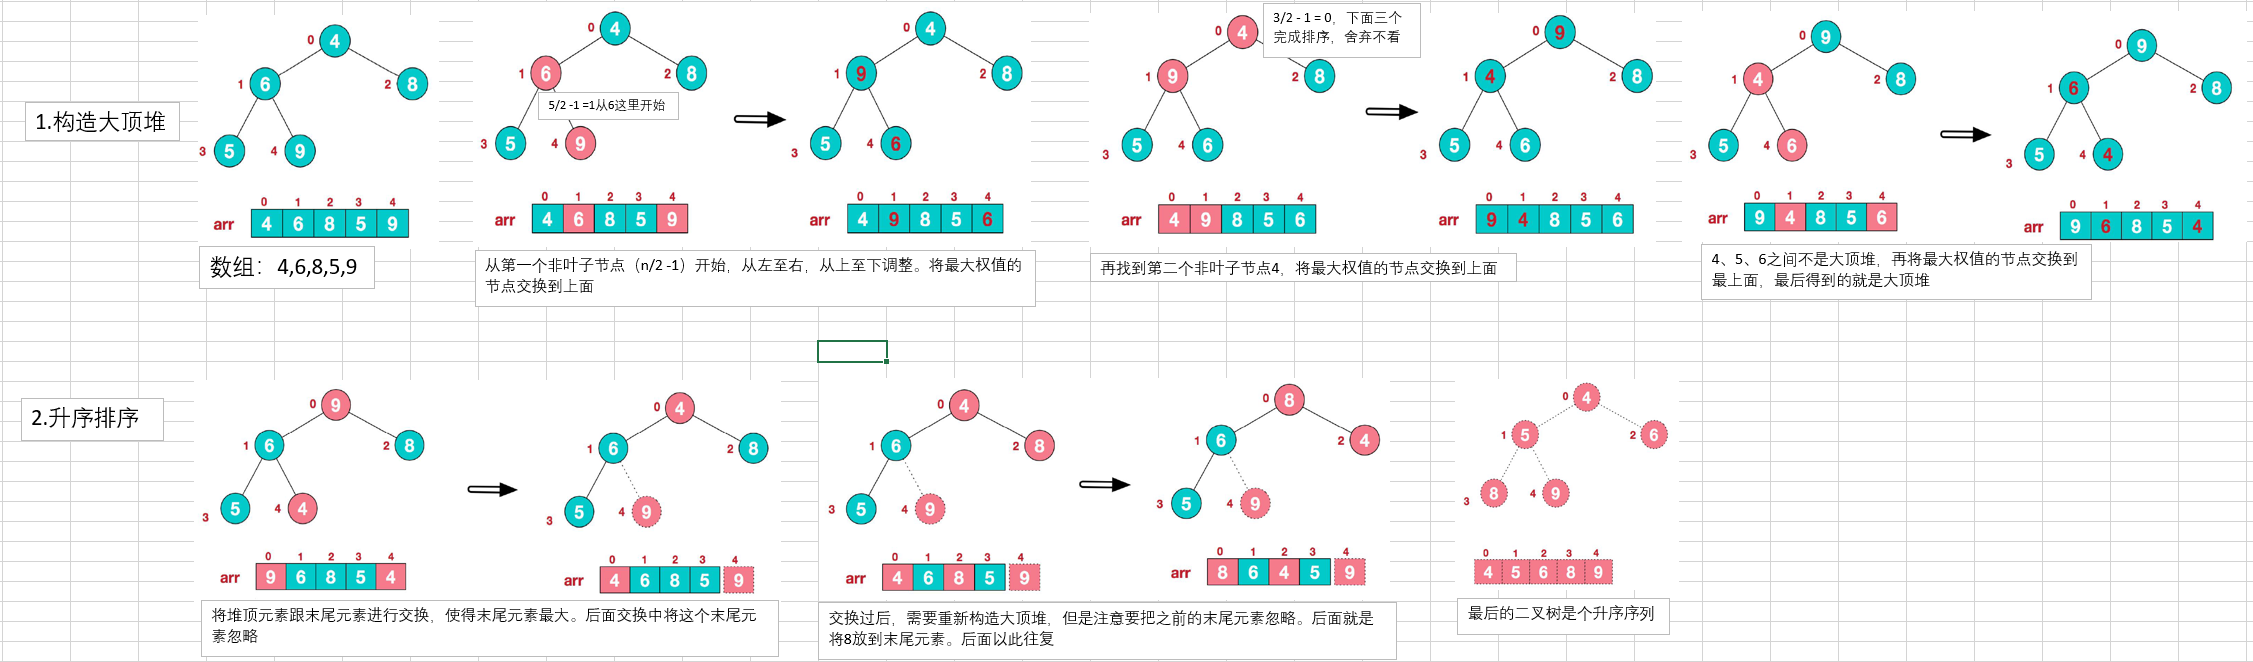 1.构造大顶堆
0
4
1
6
2
8
3
5
4
9
0 1 2 3 4
arr 4 6 8 5 9
数组：4,6,8,5,9
0
4
1
6
2
8
5/2 -1 =1从6这里开始
3
5
4
9
0 1 2 3 4
arr 4 6 8 5 9
4
1
9
2
8
3
5
4
6
0 1 2 3 4
arr 4 9 8 5 6
从第一个非叶子节点（n/2 -1）开始，从左至右，从上至下调整。将最大权值的
节点交换到上面
0
4
3/2 - 1 = 0，下面三个
完成排序，舍弃不看
1
9
2
8
3
5
4
6
0 1 2 3 4
arr 4 9 8 5 6
0
9
1
4
2
8
3
5
4
6
0 1 2 3 4
arr 9 4 8 5 6
再找到第二个非叶子节点4，将最大权值的节点交换到上面
0
9
1
4
2
8
3
5
4
6
0 1 2 3 4
arr 9 4 8 5 6
0
9
1
6
2
8
3
5
4
4
0 1 2 3 4
arr 9 6 8 5 4
4、5、6之间不是大顶堆，再将最大权值的节点交换到
最上面，最后得到的就是大顶堆
2.升序排序
0
9
1
6
2
8
3
5
4
4
0 1 2 3 4
arr 9 6 8 5 4
0
4
1
6
2
8
3
5
4
9
0 1 2 3 4
arr 4 6 8 5 9
将堆顶元素跟末尾元素进行交换，使得末尾元素最大。后面交换中将这个末尾元
素忽略
0
4
1
6
2
8
3
5
4
9
0 1 2 3 4
arr 4 6 8 5 9
0
8
1
6
2
4
3
5
4
9
0 1 2 3 4
arr 8 6 4 5 9
交换过后，需要重新构造大顶堆，但是注意要把之前的末尾元素忽略。后面就是
将8放到末尾元素。后面以此往复
0
4
1
5
2
6
3
8
4
9
0 1 2 3 4
4 5 6 8 9
最后的二叉树是个升序序列